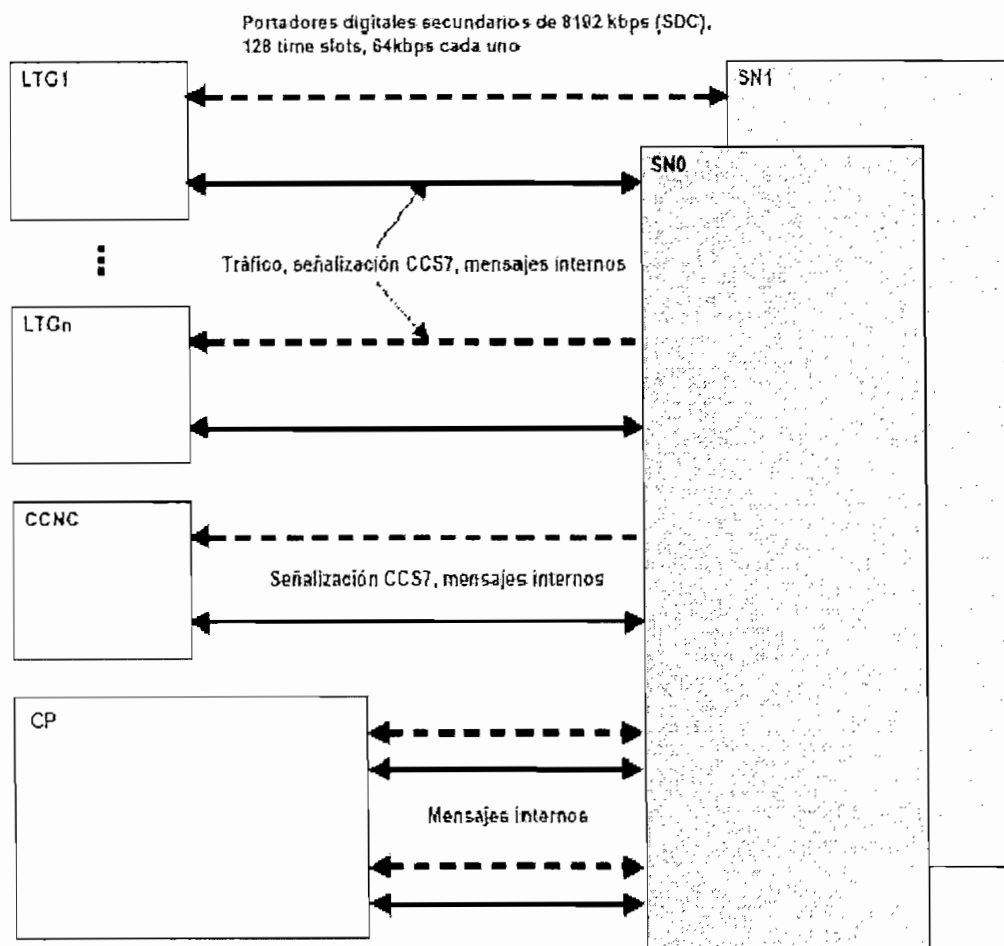 Portadores digitales secundarios de 8192 kbps (SDC),
128 time slots, 64kbps cada uno
LTG1
SN1
SN0
Tráfico, señalización CCS7, mensajes internos
LTGn
CCNC
Señalización CCS7, mensajes internos
CP
Mensajes internos